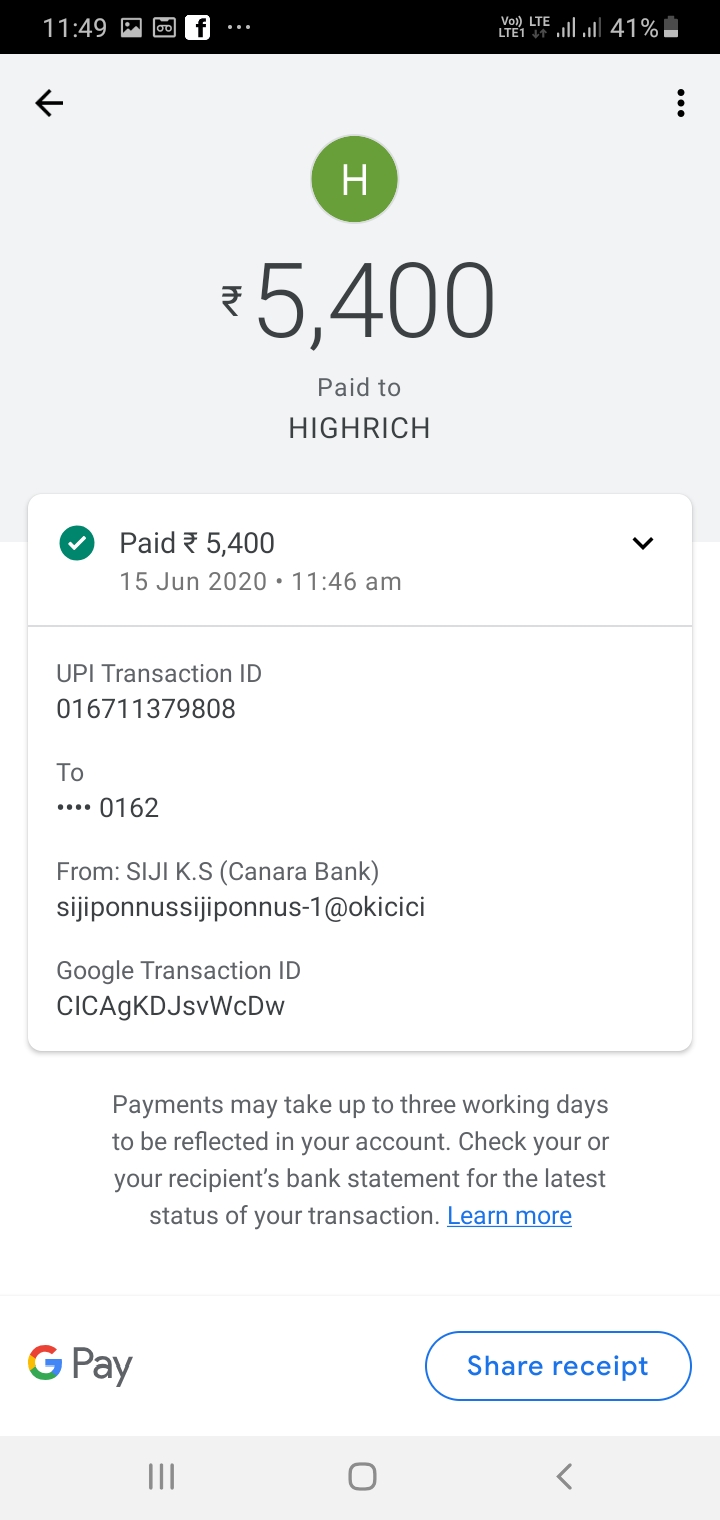 11:49 f ... Vo)) LTE LTE1 41%
H
₹5,400
Paid to
HIGHRICH
Paid ₹ 5,400
15 Jun 2020 • 11:46 am
UPI Transaction ID
016711379808
To
•••• 0162
From: SIJI K.S (Canara Bank)
sijiponnussijiponnus-1@okicici
Google Transaction ID
CICAgKDJsvWcDw
Payments may take up to three working days
to be reflected in your account. Check your or
your recipient's bank statement for the latest
status of your transaction. Learn more
G Pay
Share receipt